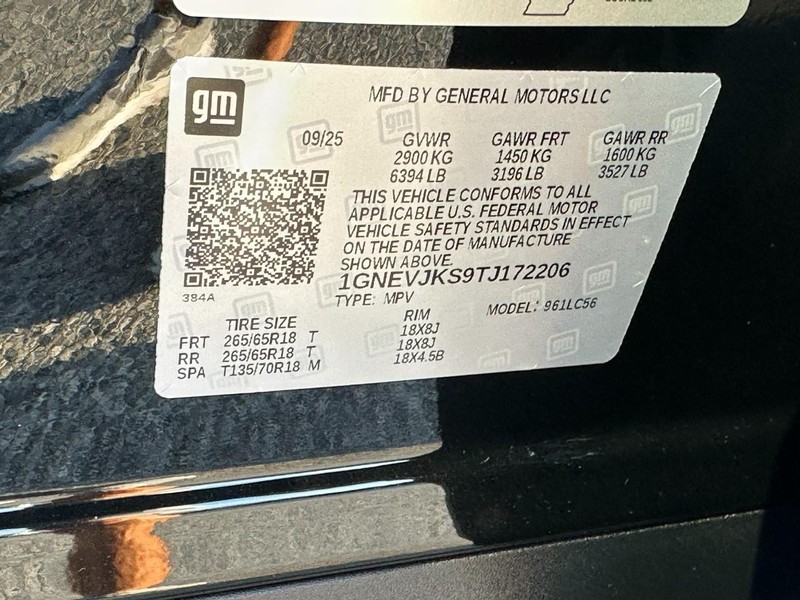 gm
MFD BY GENERAL MOTORS LLC
09/25 GVWR GAWR FRT GAWR RR
2900 KG 1450 KG 1600 KG
6394 LB 3196 LB 3527 LB
THIS VEHICLE CONFORMS TO ALL
APPLICABLE U.S. FEDERAL MOTOR
VEHICLE SAFETY STANDARDS IN EFFECT
ON THE DATE OF MANUFACTURE
SHOWN ABOVE.
1GNEVJKS9TJ172206
384A
TYPE: MPV MODEL: 961LC56
TIRE SIZE RIM
FRT 265/65R18 T 18X8J
RR 265/65R18 T 18X8J
SPA T135/70R18 M 18X4.5B